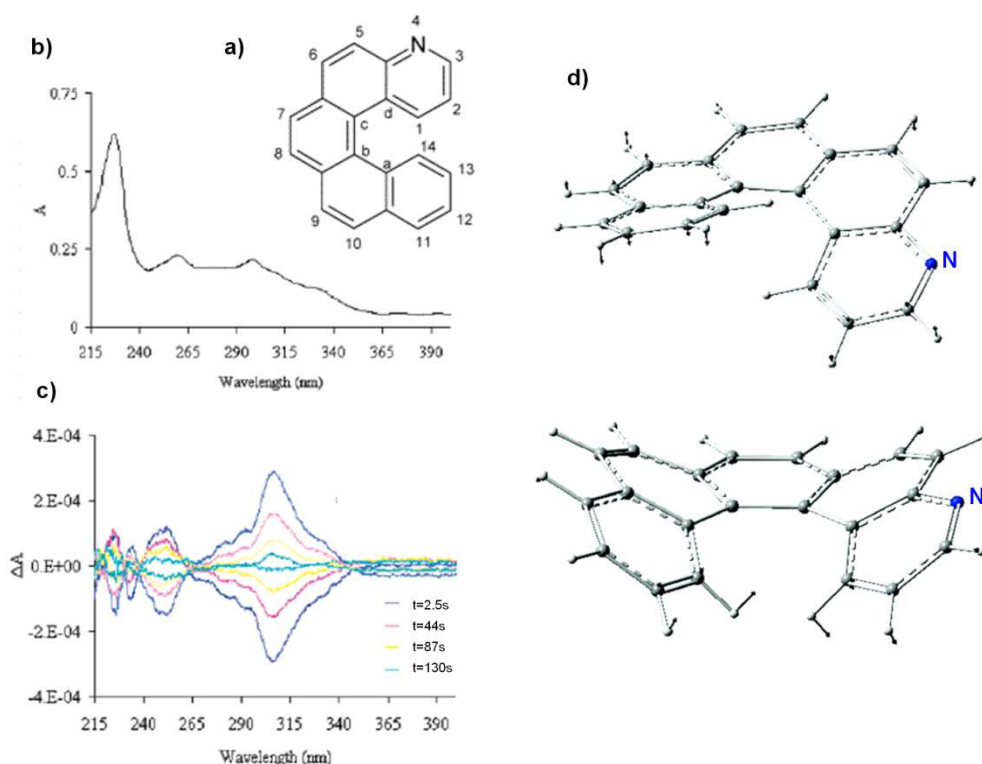 b)
a)
4
N
5
3
6
d
2
7
c
1
b
14
8
a
13
9
12
10
11
0.75
0.5
A
0.25
0
215 240 265 290 315 340 365 390
Wavelength (nm)
c)
4.E-04
2.E-04
ΔA
0.E+00
-2.E-04
-4.E-04
t=2.5s
t=44s
t=87s
t=130s
215 240 265 290 315 340 365 390
Wavelength (nm)
d)
N
N